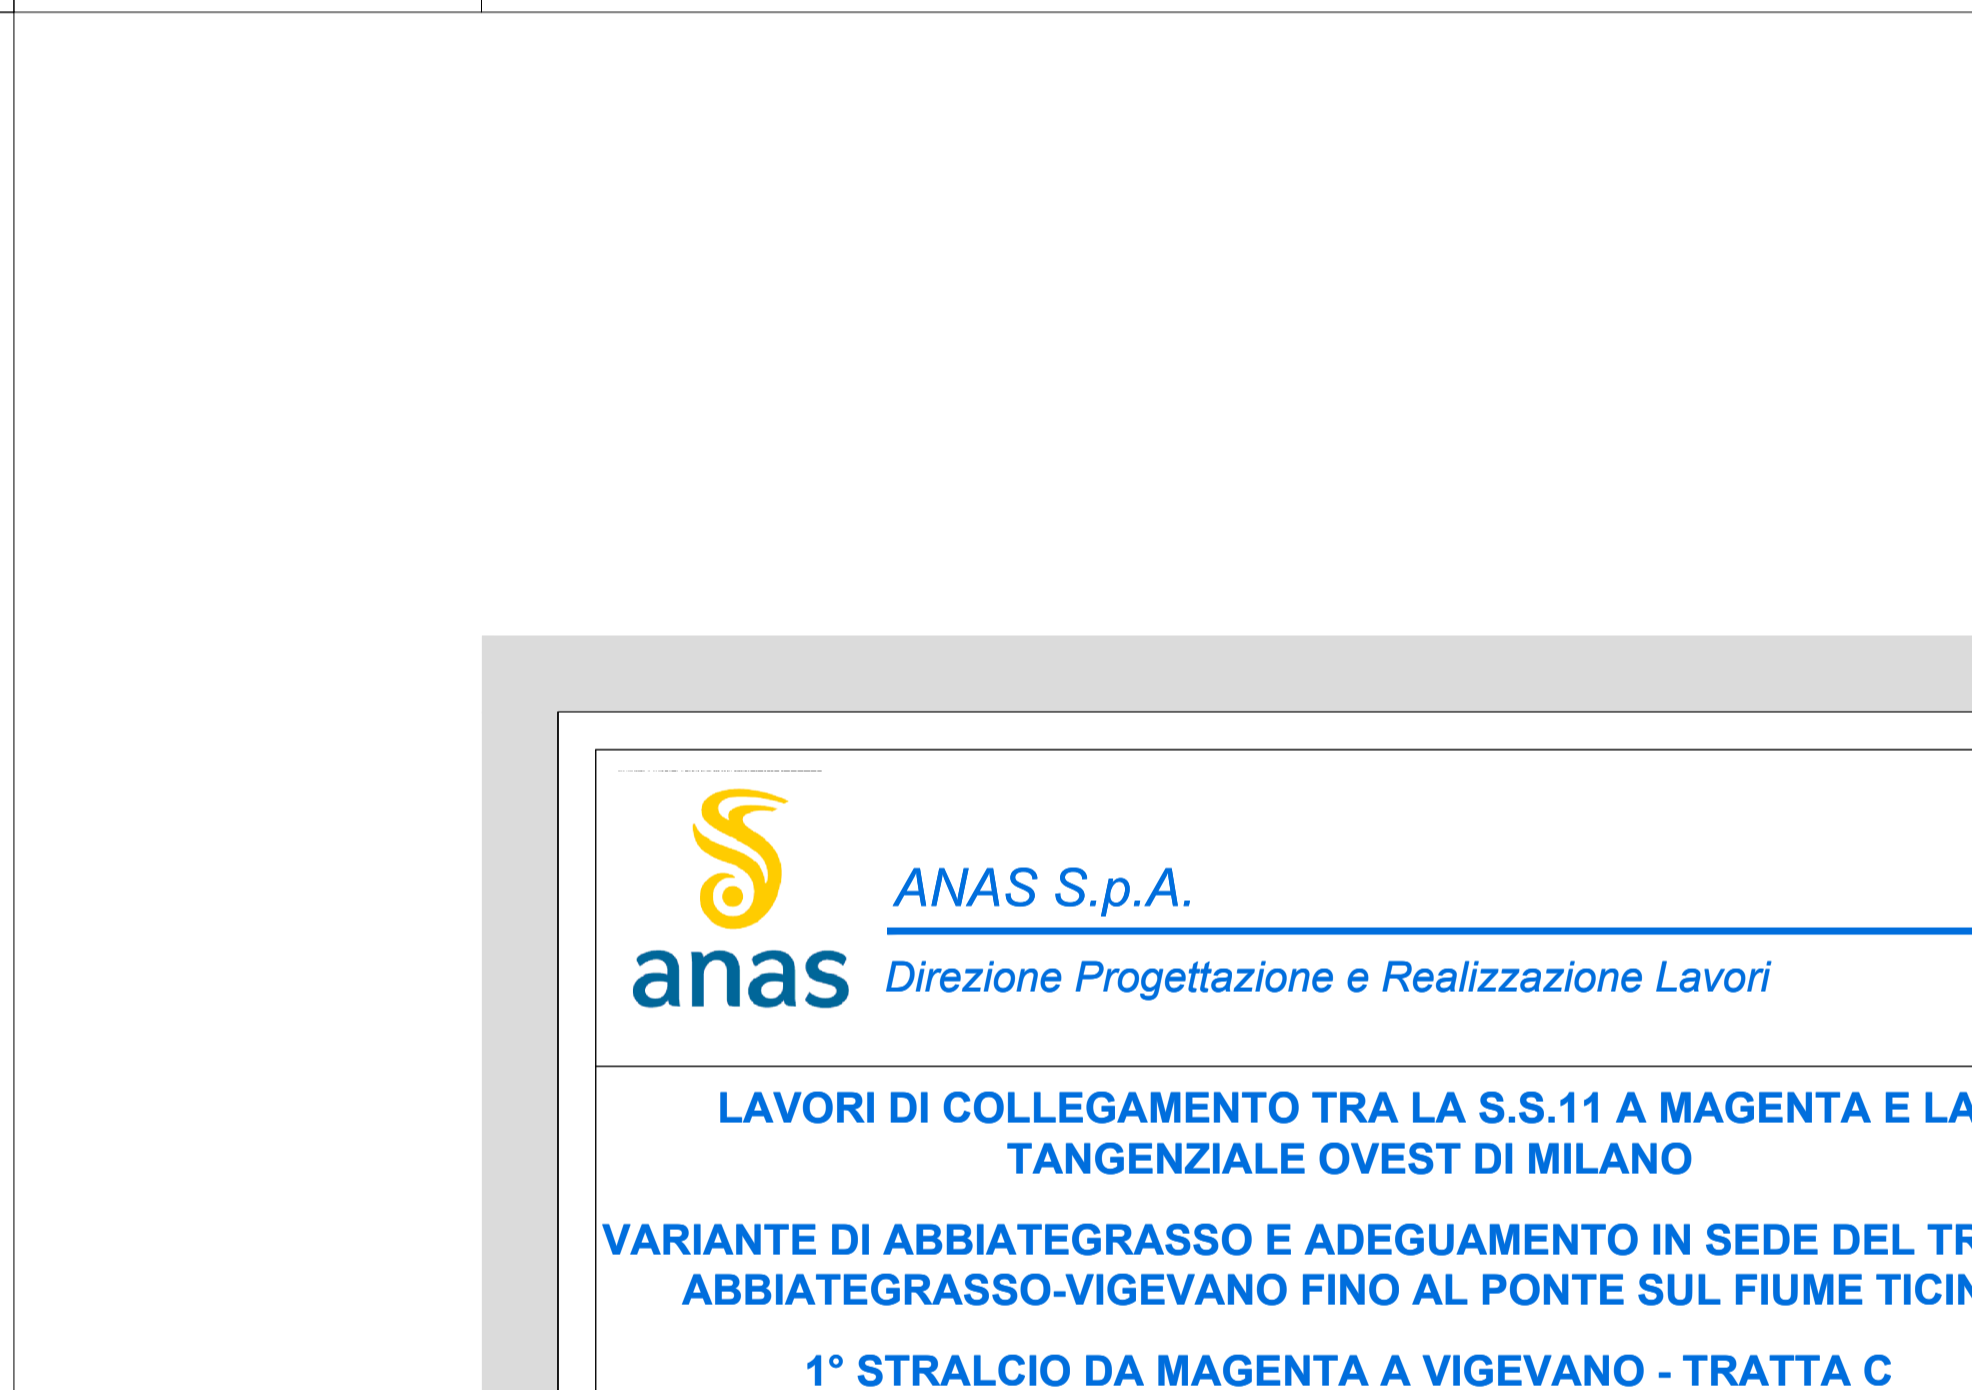 anas
ANAS S.p.A.
Direzione Progettazione e Realizzazione Lavori
LAVORI DI COLLEGAMENTO TRA LA S.S.11 A MAGENTA E LA
TANGENZIALE OVEST DI MILANO
VARIANTE DI ABBIATEGRASSO E ADEGUAMENTO IN SEDE DEL
ABBIATEGRASSO-VIGEVANO FINO AL PONTE SUL FIUME
1° STRALCIO DA MAGENTA A VIGEVANO - TRATTA C